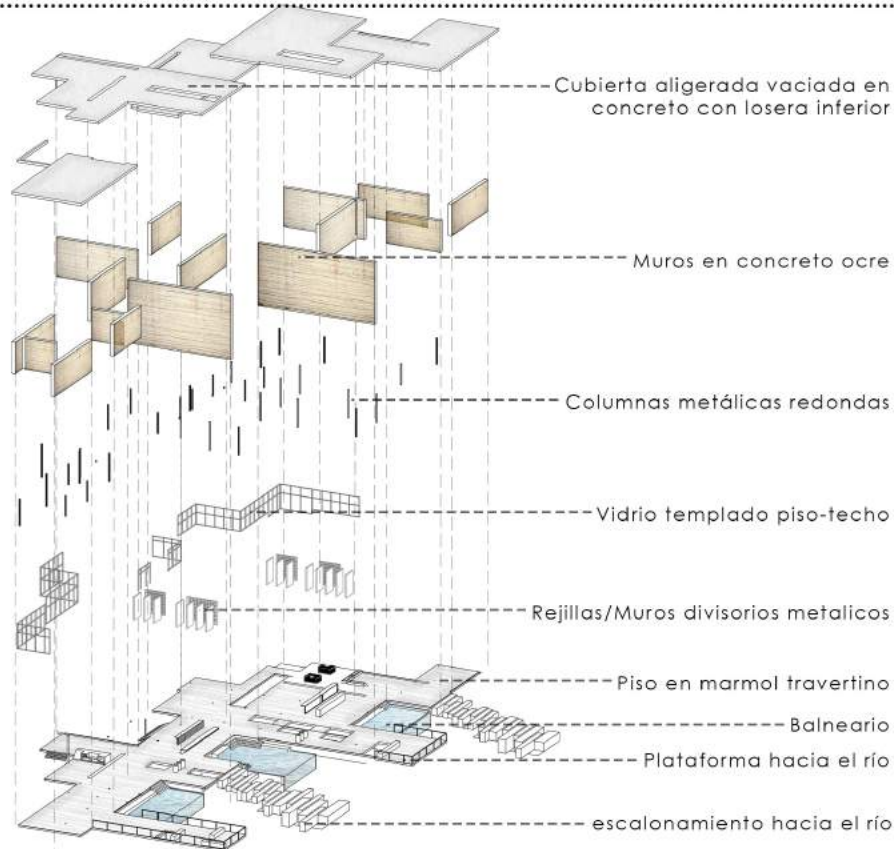 Cubierta aligerada vaciada en
concreto con losera inferior
Muros en concreto ocre
Columnas metálicas redondas
Vidrio templado piso-techo
Rejillas/Muros divisorios metalicos
Piso en marmol travertino
Balneario
Plataforma hacia el río
escalonamiento hacia el río